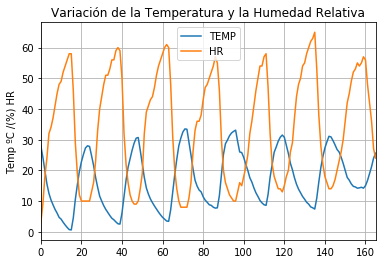 Variación de la Temperatura y la Humedad Relativa
Temp ºC /(%) HR
TEMP
HR
60
50
40
30
20
10
0
0 20 40 60 80 100 120 140 160